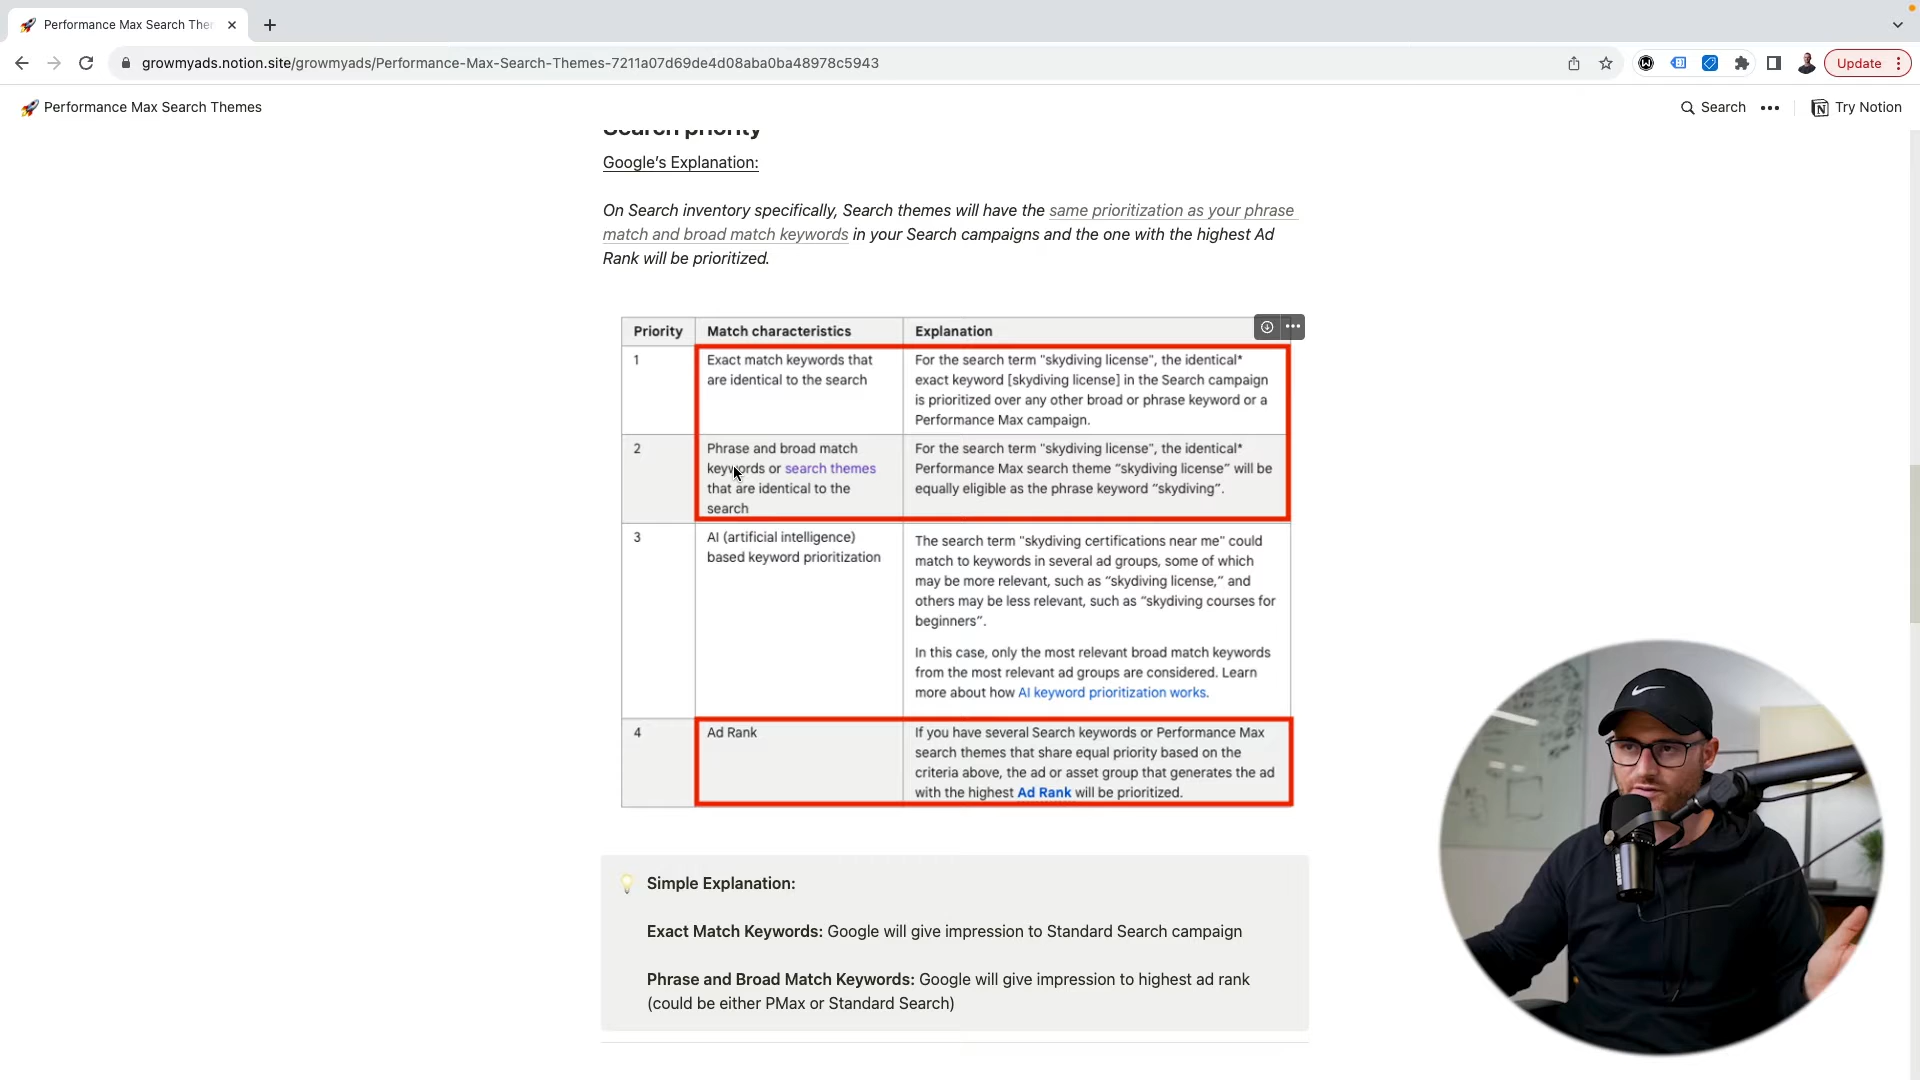 Performance Max Search Ther
growmyads.notion.site/growmyads/Performance-Max-Search-Themes-7211a07d69de4d08aba0ba48978c5943
Update
Performance Max Search Themes
Search
Try Notion
Search priority
Google’s Explanation:
On Search inventory specifically, Search themes will have the same prioritization as your phrase
match and broad match keywords in your Search campaigns and the one with the highest Ad
Rank will be prioritized.
Priority
Match characteristics
Explanation
1
Exact match keywords that
are identical to the search
For the search term "skydiving license", the identical*
exact keyword [skydiving license] in the Search campaign
is prioritized over any other broad or phrase keyword or a
Performance Max campaign.
2
Phrase and broad match
keywords or search themes
that are identical to the
search
For the search term "skydiving license", the identical*
Performance Max search theme “skydiving license” will be
equally eligible as the phrase keyword “skydiving”.
3
AI (artificial intelligence)
based keyword prioritization
The search term "skydiving certifications near me" could
match to keywords in several ad groups, some of which
may be more relevant, such as “skydiving license,” and
others may be less relevant, such as “skydiving courses for
beginners”.
In this case, only the most relevant broad match keywords
from the most relevant ad groups are considered. Learn
more about how AI keyword prioritization works.
4
Ad Rank
If you have several Search keywords or Performance Max
search themes that share equal priority based on the
criteria above, the ad or asset group that generates the ad
with the highest Ad Rank will be prioritized.
Simple Explanation:
Exact Match Keywords: Google will give impression to Standard Search campaign
Phrase and Broad Match Keywords: Google will give impression to highest ad rank
(could be either PMax or Standard Search)